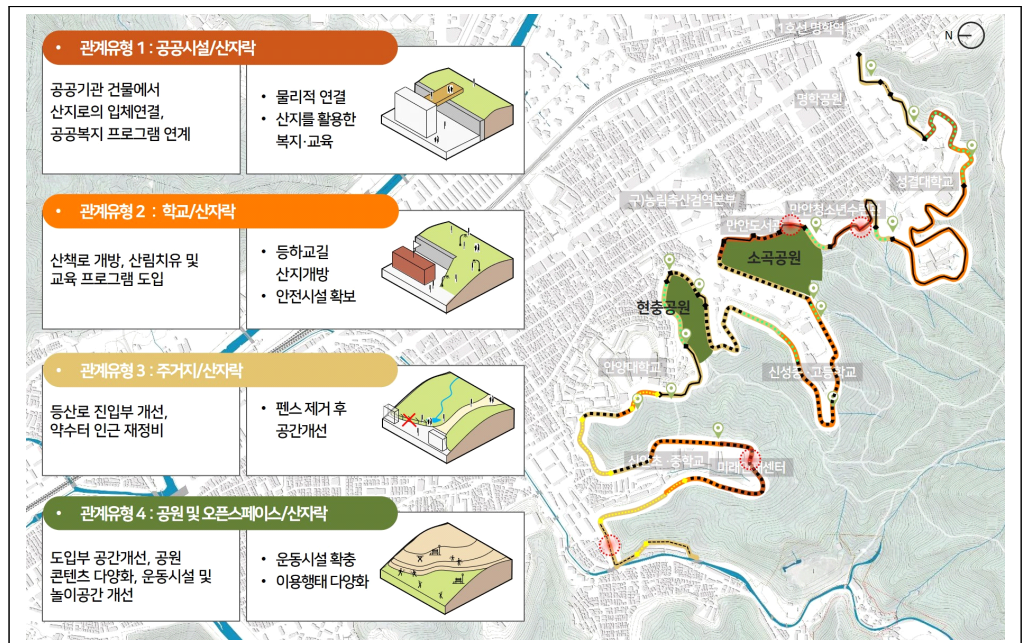 • 관계유형 1 : 공공시설/산자락
공공기관 건물에서
산지로의 입체연결,
공공복지 프로그램 연계
• 물리적 연결
• 산지를 활용한
복지·교육
• 관계유형 2 : 학교/산자락
산책로 개방, 산림치유 및
교육 프로그램 도입
• 등하교길
산지개방
• 안전시설 확보
• 관계유형 3 : 주거지/산자락
등산로 진입부 개선,
약수터 인근 재정비
• 펜스 제거 후
공간개선
• 관계유형 4 : 공원 및 오픈스페이스/산자락
도입부 공간개선, 공원
콘텐츠 다양화, 운동시설 및
놀이공간 개선
• 운동시설 확충
• 이용행태 다양화
N
1호선 명학역
명학공원
성결대학교
구)농림축산검역본부
만안청소년수
만안도서
소곡공원
현충공원
안양대학교
신성중·고등학교
중학교
미래
센터